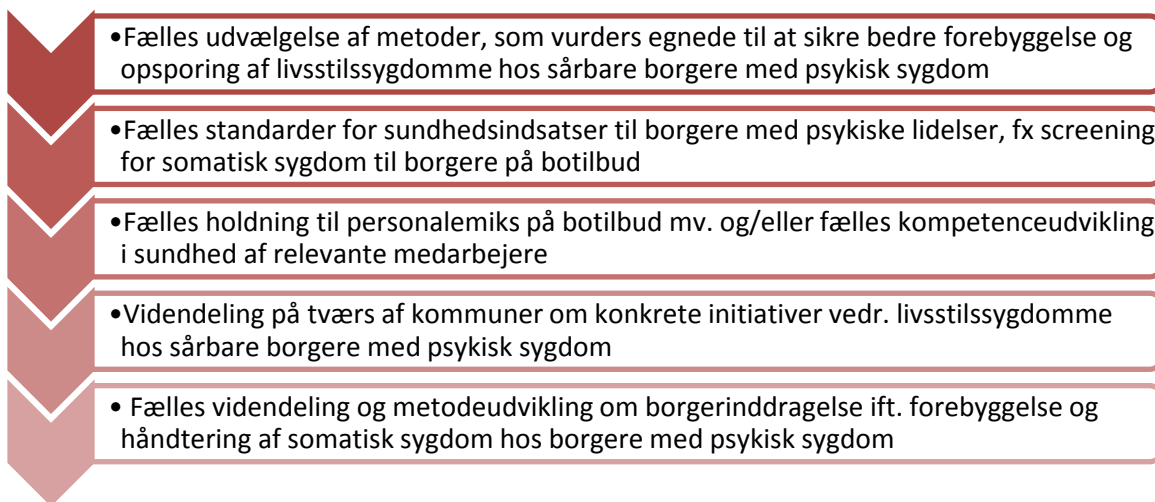 •Fælles udvælgelse af metoder, som vurders egnede til at sikre bedre forebyggelse og
opsporing af livsstilssygdomme hos sårbare borgere med psykisk sygdom
•Fælles standarder for sundhedsindsatser til borgere med psykiske lidelser, fx screening
for somatisk sygdom til borgere på botilbud
•Fælles holdning til personalemiks på botilbud mv. og/eller fælles kompetenceudvikling
i sundhed af relevante medarbejere
•Videndeling på tværs af kommuner om konkrete initiativer vedr. livsstilssygdomme
hos sårbare borgere med psykisk sygdom
• Fælles videndeling og metodeudvikling om borgerinddragelse ift. forebyggelse og
håndtering af somatisk sygdom hos borgere med psykisk sygdom